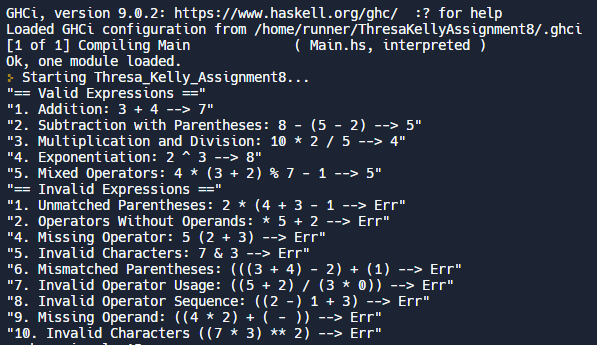 GHCi, version 9.0.2: https://www.haskell.org/ghc/  :? for help
Loaded GHCi configuration from /home/runner/ThresaKellyAssignment8/.ghci
[1 of 1] Compiling Main             ( Main.hs, interpreted )
Ok, one module loaded.
Starting Thresa_Kelly_Assignment8...
"== Valid Expressions =="
"1. Addition: 3 + 4 --> 7"
"2. Subtraction with Parentheses: 8 - (5 - 2) --> 5"
"3. Multiplication and Division: 10 * 2 / 5 --> 4"
"4. Exponentiation: 2 ^ 3 --> 8"
"5. Mixed Operators: 4 * (3 + 2) % 7 - 1 --> 5"
"== Invalid Expressions =="
"1. Unmatched Parentheses: 2 * (4 + 3 - 1 --> Err"
"2. Operators Without Operands: * 5 + 2 --> Err"
"4. Missing Operator: 5 (2 + 3) --> Err"
"5. Invalid Characters: 7 & 3 --> Err"
"6. Mismatched Parentheses: (((3 + 4) - 2) + (1) --> Err"
"7. Invalid Operator Usage: ((5 + 2) / (3 * 0)) --> Err"
"8. Invalid Operator Sequence: ((2 -) 1 + 3) --> Err"
"9. Missing Operand: ((4 * 2) + ( - )) --> Err"
"10. Invalid Characters ((7 * 3) ** 2) --> Err"